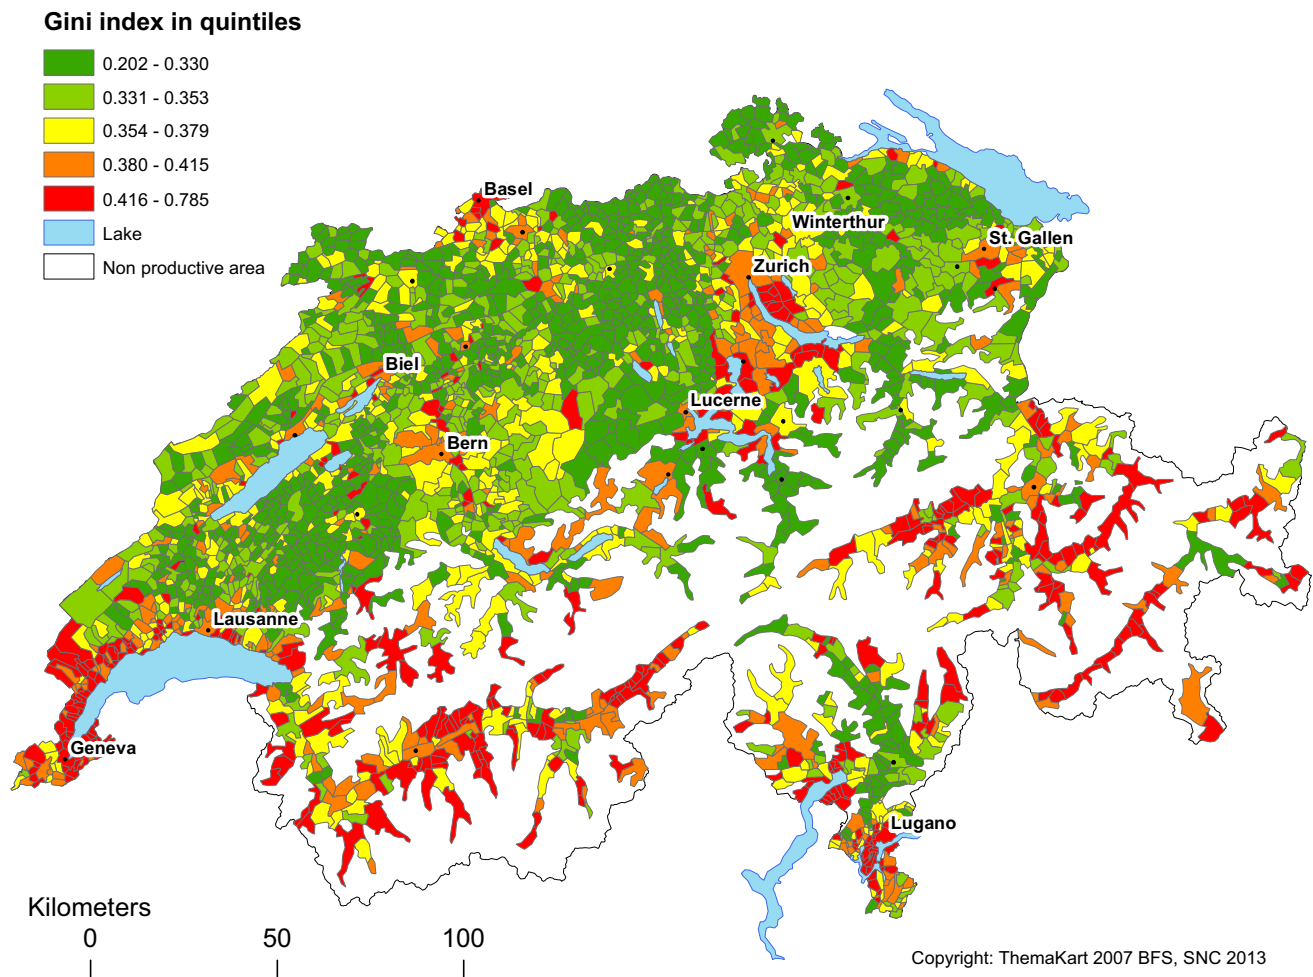 Gini index in quintiles
0.202 - 0.330
0.331 - 0.353
0.354 - 0.379
0.380 - 0.415
0.416 - 0.785
Lake
Non productive area
Basel
Winterthur
St. Gallen
Zurich
Biel
Lucerne
Bern
Lausanne
Geneva
Lugano
Kilometers
0 50 100
Copyright: ThemaKart 2007 BFS, SNC 2013